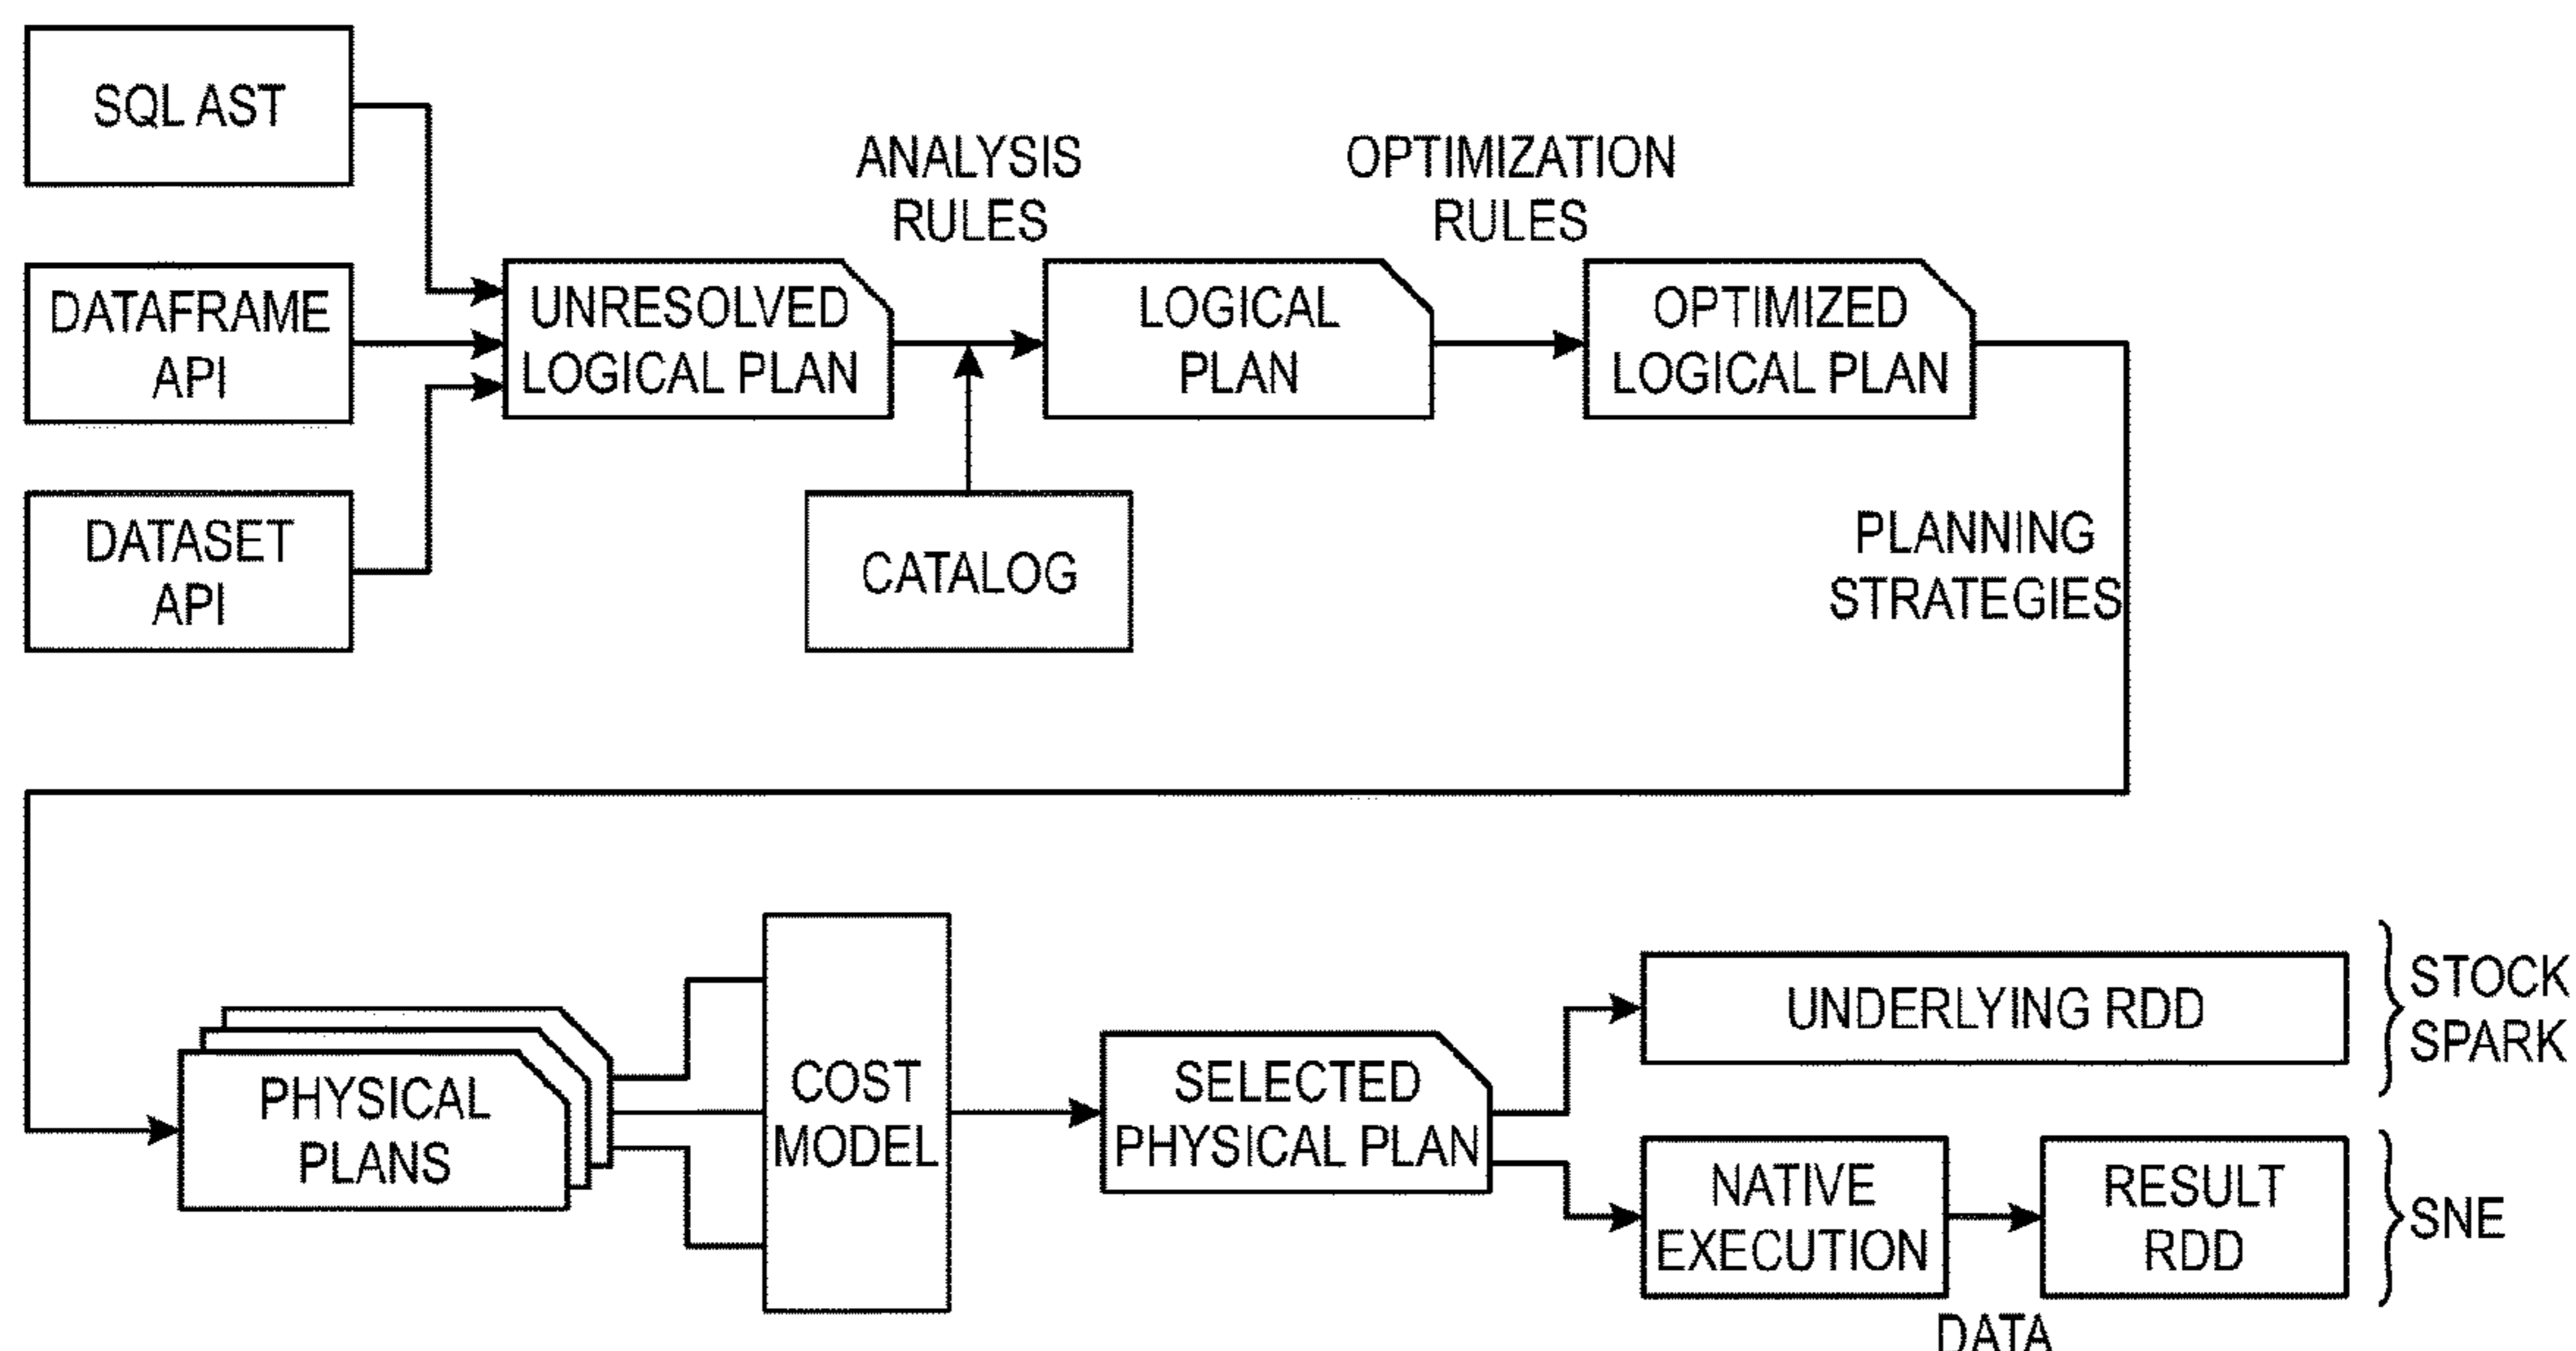 SQL AST
DATAFRAME
API
DATASET
API
UNRESOLVED
LOGICAL PLAN
ANALYSIS
RULES
CATALOG
LOGICAL
PLAN
OPTIMIZATION
RULES
OPTIMIZED
LOGICAL PLAN
PLANNING
STRATEGIES
PHYSICAL
PLANS
COST
MODEL
SELECTED
PHYSICAL PLAN
UNDERLYING RDD
STOCK
SPARK
NATIVE
EXECUTION
DATA
RESULT
RDD
SNE